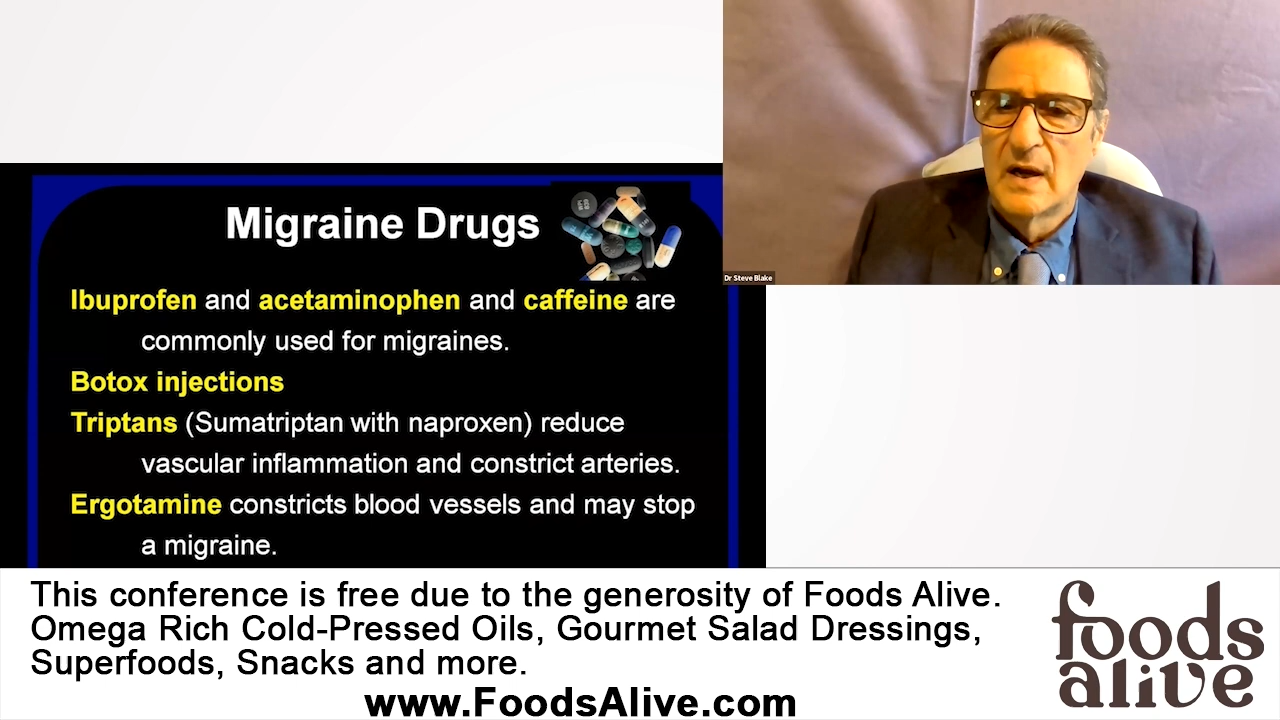 Migraine Drugs
Ibuprofen and acetaminophen and caffeine are
commonly used for migraines.
Botox injections
Triptans (Sumatriptan with naproxen) reduce
vascular inflammation and constrict arteries.
Ergotamine constricts blood vessels and may stop
a migraine.
Dr Steve Blake
This conference is free due to the generosity of Foods Alive.
Omega Rich Cold-Pressed Oils, Gourmet Salad Dressings,
Superfoods, Snacks and more.
www.FoodsAlive.com
foods
alive